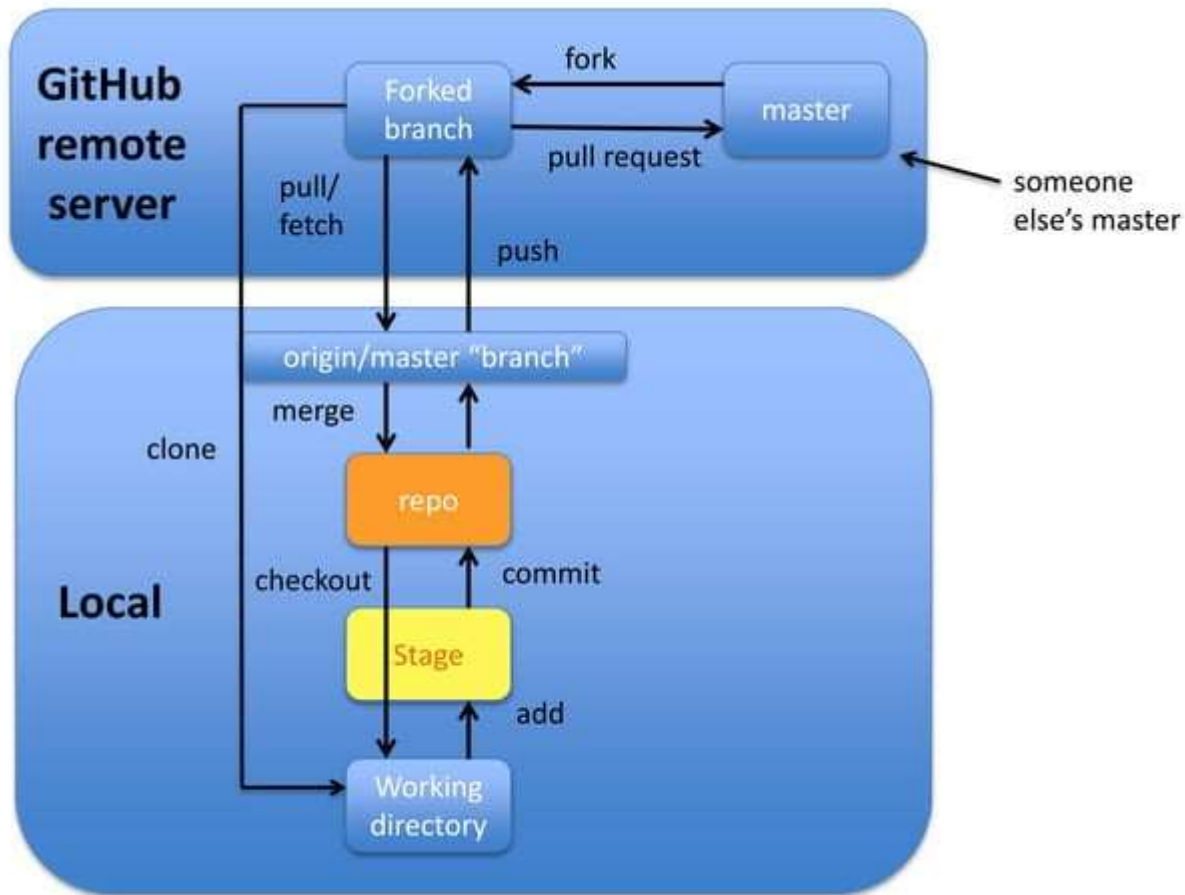 GitHub
remote
server
fork
Forked
branch
master
pull request
someone
else's master
pull/
fetch
push
origin/master “branch”
merge
clone
repo
checkout
commit
Local
Stage
add
Working
directory